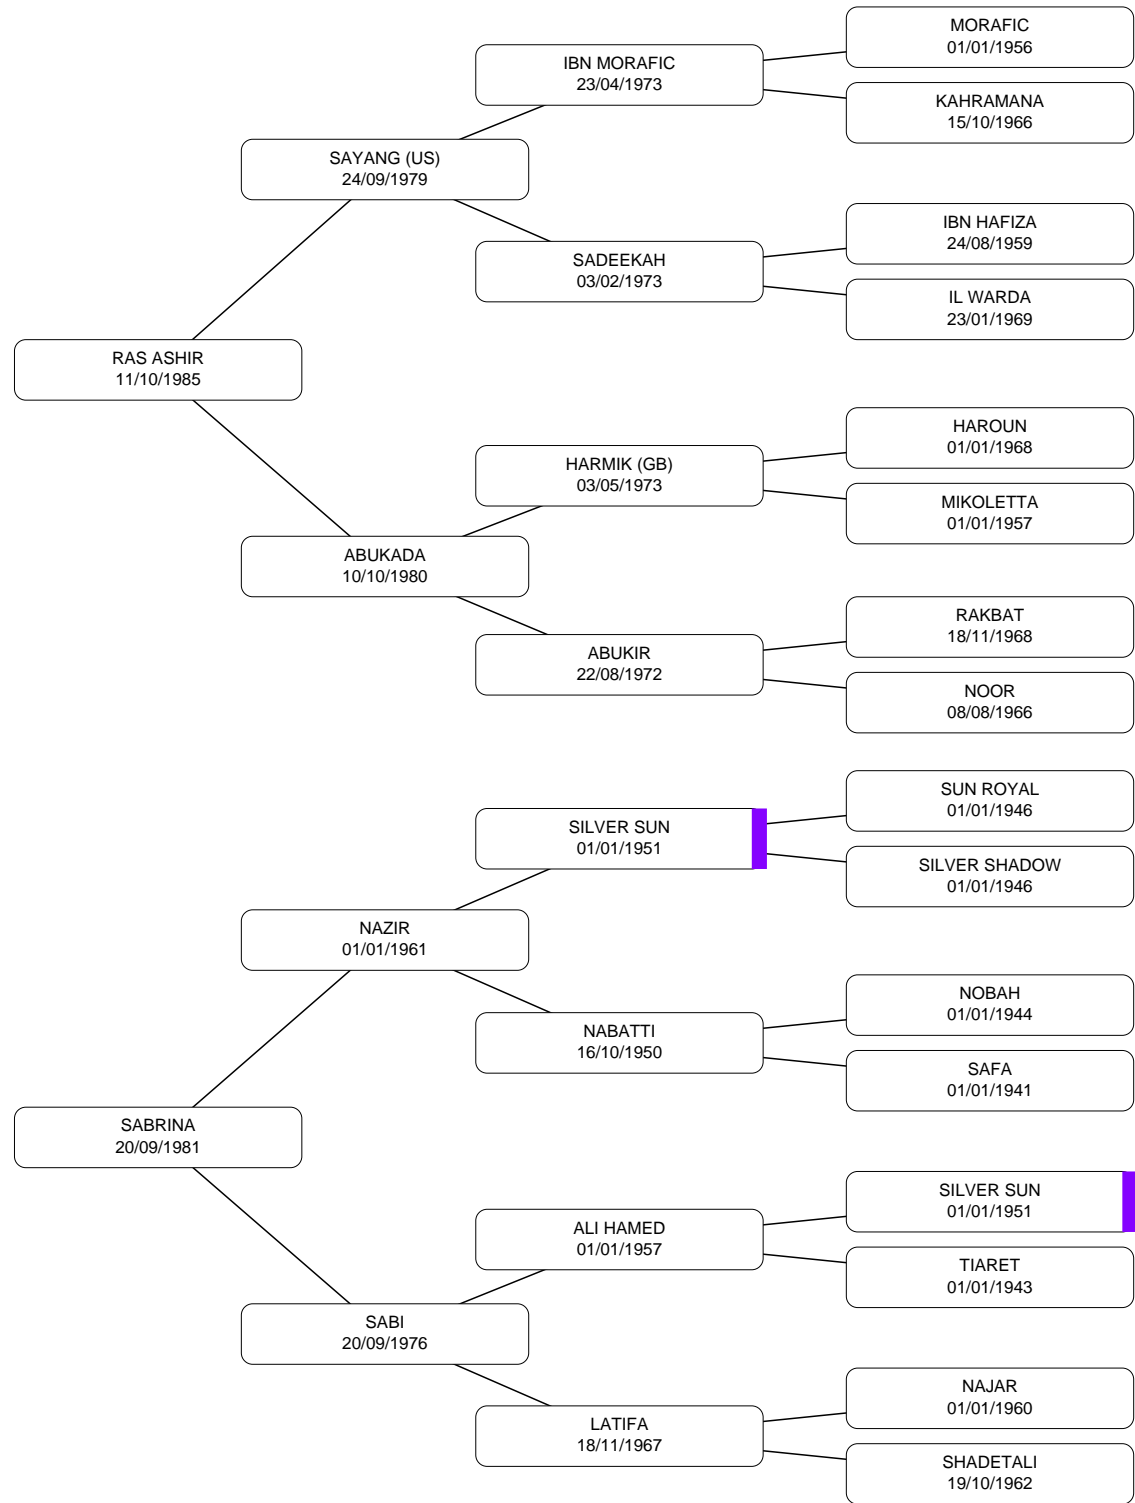 MORAFIC
01/01/1956
IBN MORAFIC
23/04/1973
KAHRAMANA
15/10/1966
SAYANG (US)
24/09/1979
IBN HAFIZA
24/08/1959
SADEEKAH
03/02/1973
IL WARDA
23/01/1969
RAS ASHIR
11/10/1985
HAROUN
01/01/1968
HARMIK (GB)
03/05/1973
MIKOLETTA
01/01/1957
ABUKADA
10/10/1980
RAKBAT
18/11/1968
ABUKIR
22/08/1972
NOOR
08/08/1966
SUN ROYAL
01/01/1946
SILVER SUN
01/01/1951
SILVER SHADOW
01/01/1946
NAZIR
01/01/1961
NOBAH
01/01/1944
NABATTI
16/10/1950
SAFA
01/01/1941
SABRINA
20/09/1981
SILVER SUN
01/01/1951
ALI HAMED
01/01/1957
TIARET
01/01/1943
SABI
20/09/1976
NAJAR
01/01/1960
LATIFA
18/11/1967
SHADETALI
19/10/1962